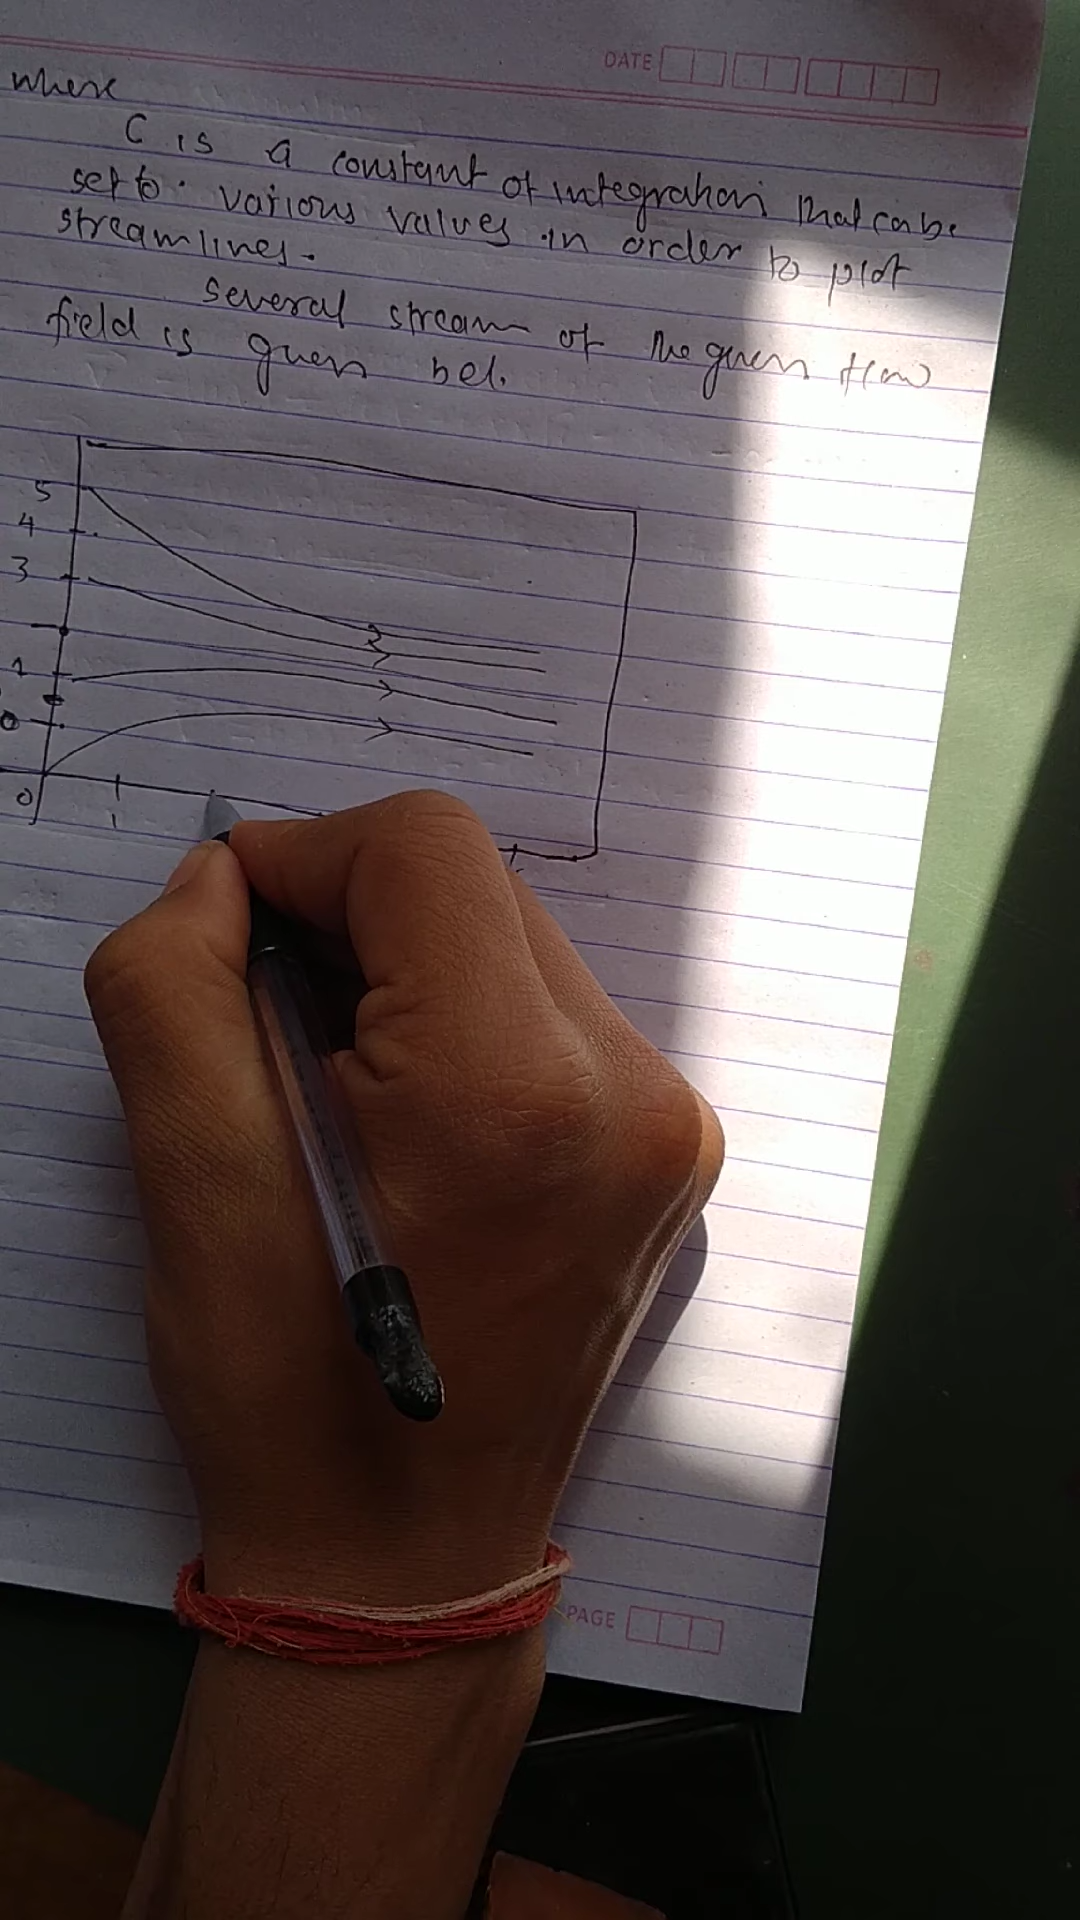 DATE
where
C is a constant of integration that can be
set to various values in order to plot
streamlines.
several stream of the given flow
field is given bel.
5
4
3
1
0
0
1
PAGE